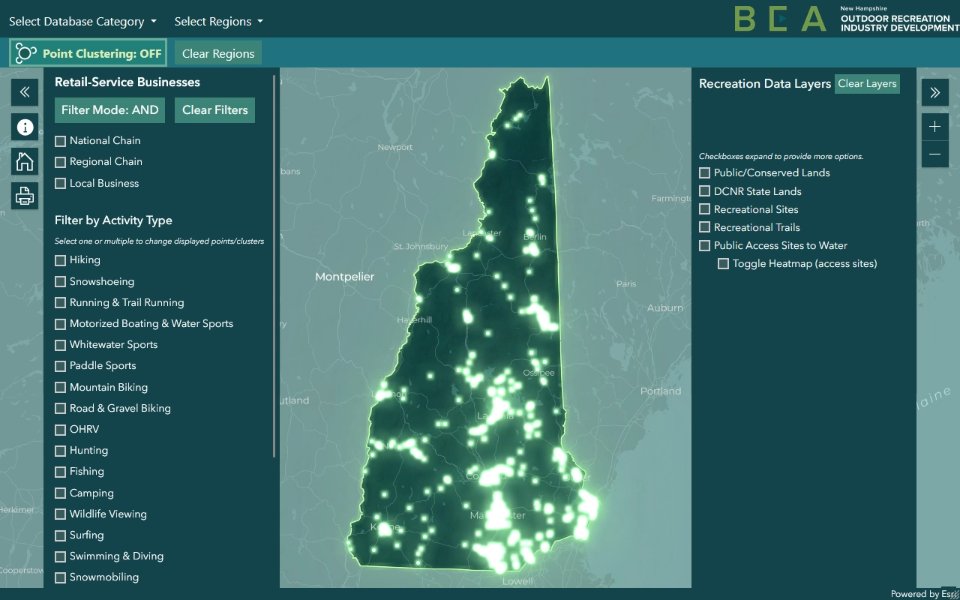 Select Database Category
Select Regions
BEA
New Hampshire
OUTDOOR RECREATION
INDUSTRY DEVELOPMENT
Point Clustering: OFF
Clear Regions
Retail-Service Businesses
Filter Mode: AND
Clear Filters
National Chain
Regional Chain
Local Business
Filter by Activity Type
Select one or multiple to change displayed points/clusters
Hiking
Snowshoeing
Running & Trail Running
Motorized Boating & Water Sports
Whitewater Sports
Paddle Sports
Mountain Biking
Road & Gravel Biking
OHRV
Hunting
Fishing
Camping
Wildlife Viewing
Surfing
Swimming & Diving
Snowmobiling
Newport
St. Johnsbury
Berlin
Montpelier
Haverhill
Paris
Auburn
Ossipee
Portland
Lowell
Recreation Data Layers
Clear Layers
Checkboxes expand to provide more options.
Public/Conserved Lands
DCNR State Lands
Recreational Sites
Recreational Trails
Public Access Sites to Water
Toggle Heatmap (access sites)
Powered by Esri